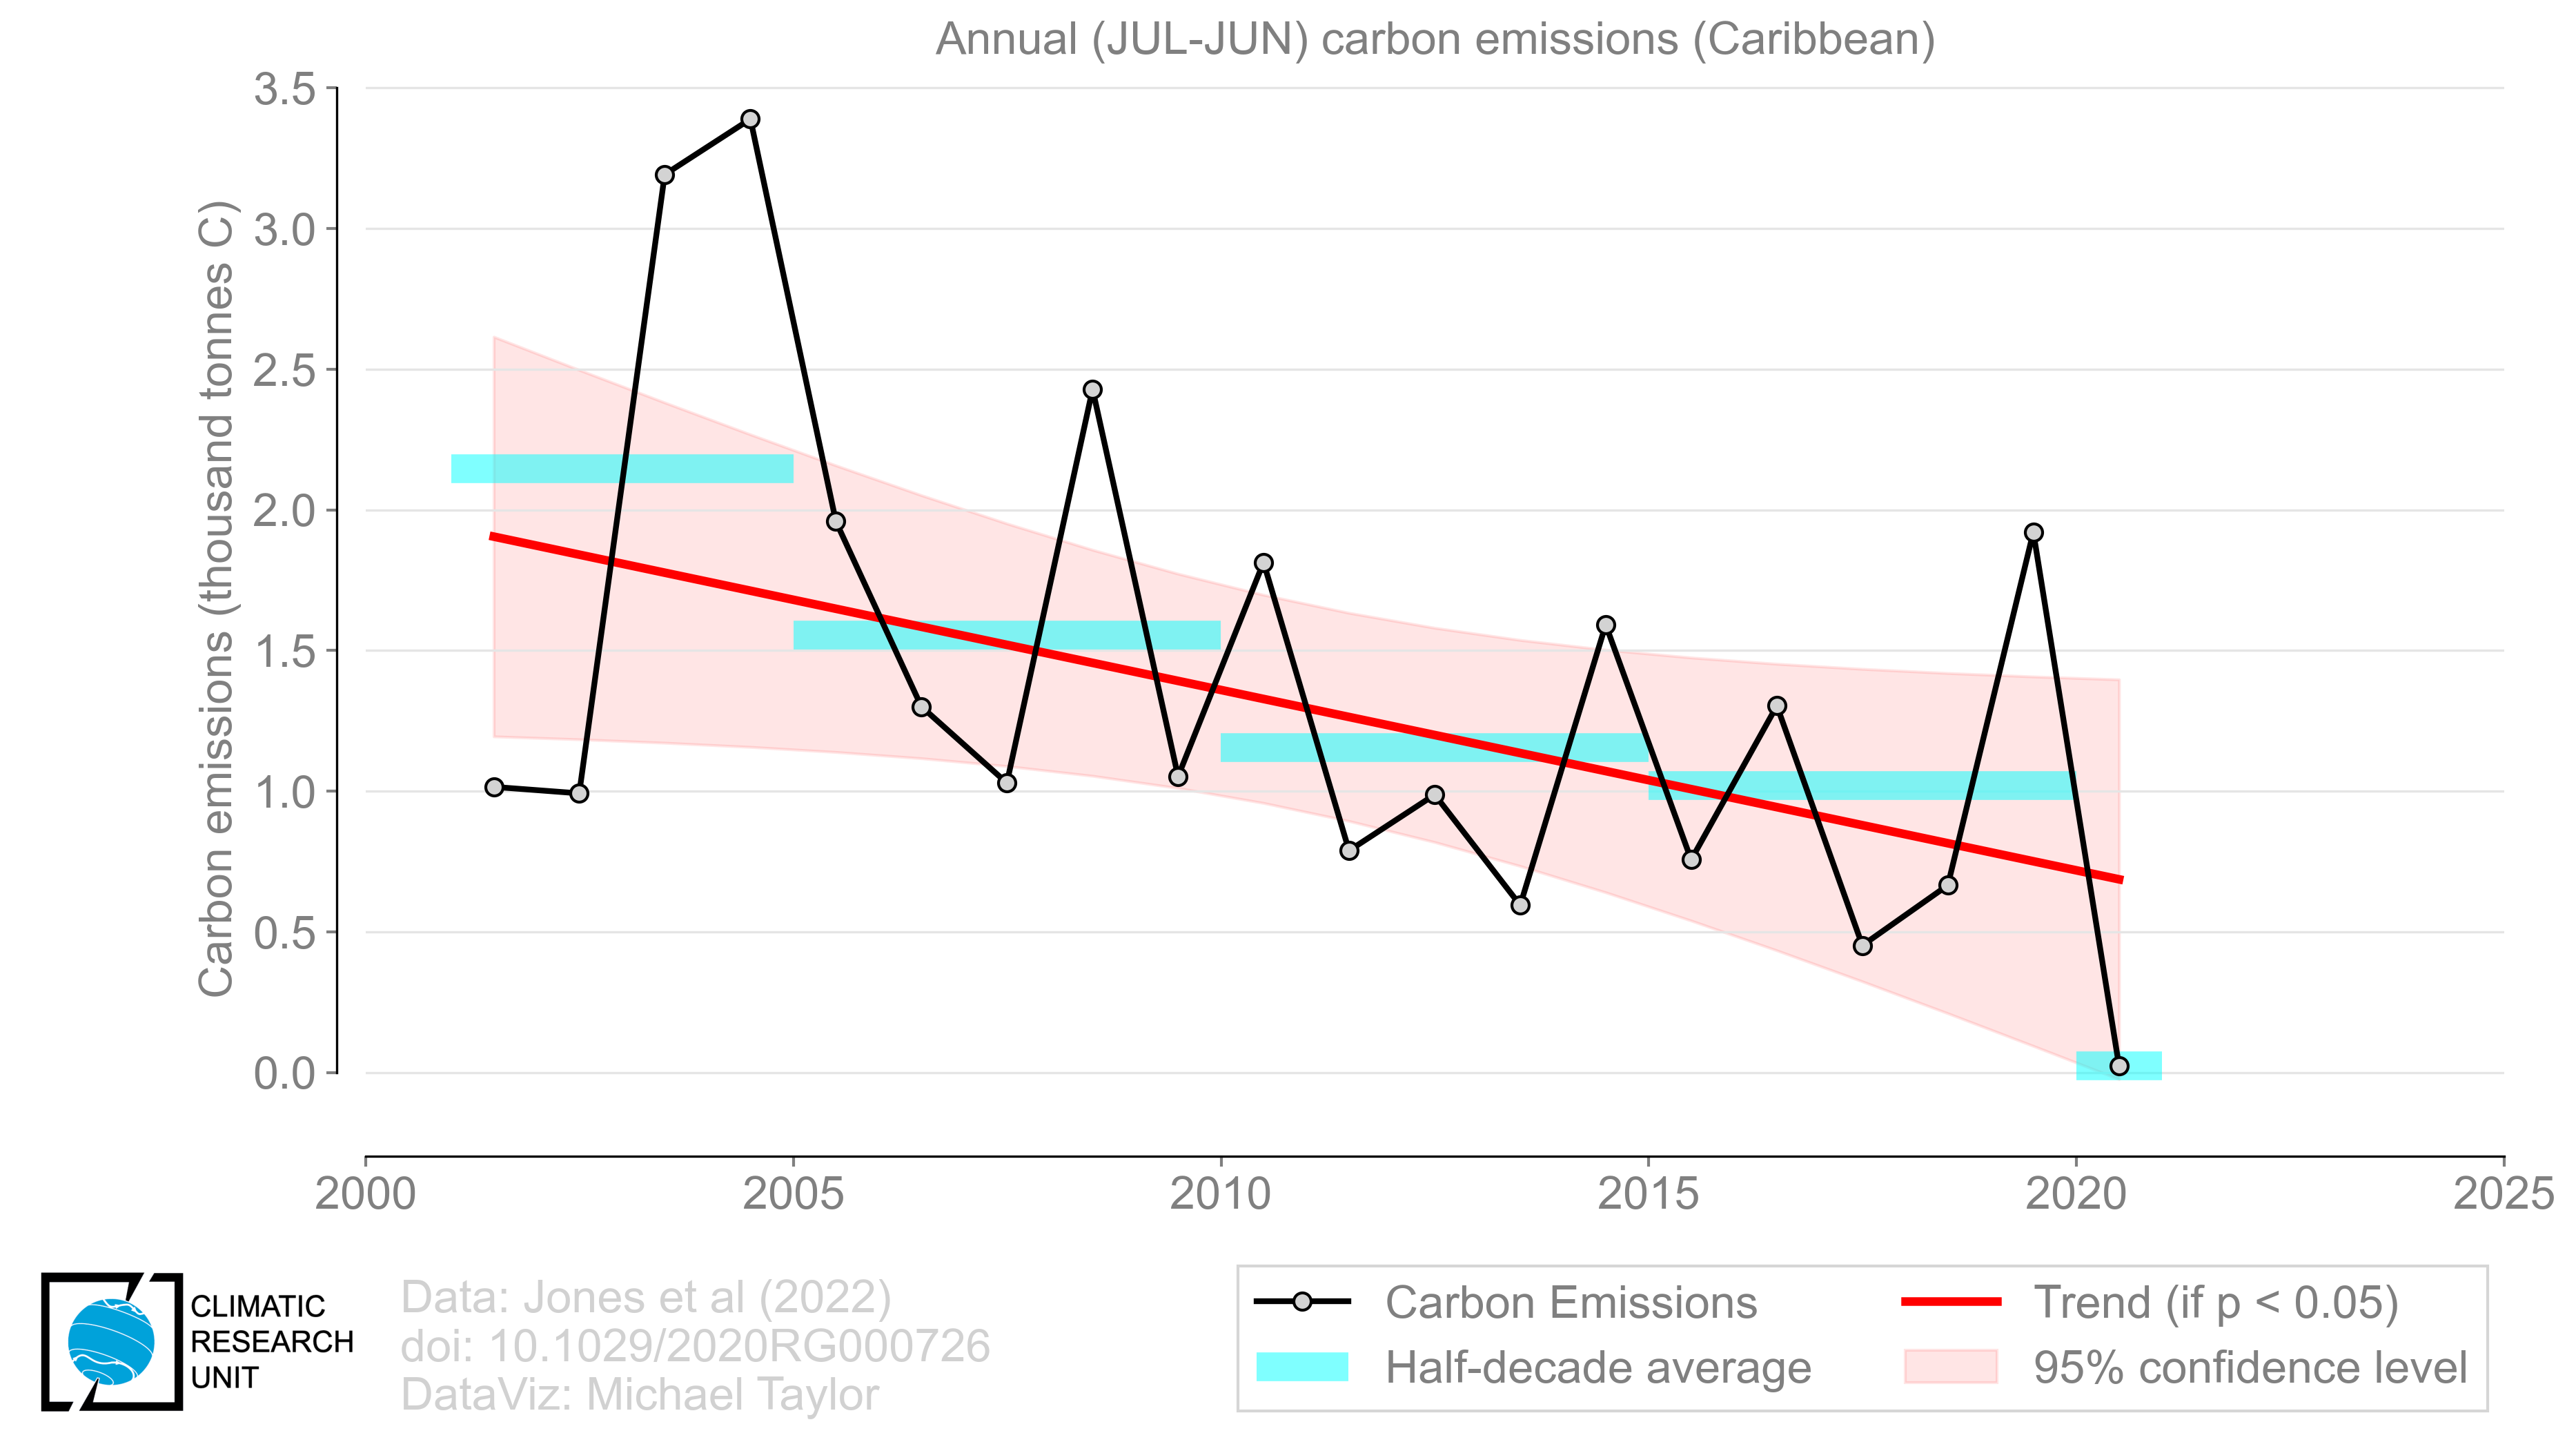 Annual (JUL-JUN) carbon emissions (Caribbean)
Carbon emissions (thousand tonnes C)
3.5
3.0
2.5
2.0
1.5
1.0
0.5
0.0
2000 2005 2010 2015 2020 2025
CLIMATIC
RESEARCH
UNIT
Data: Jones et al (2022)
doi: 10.1029/2020RG000726
DataViz: Michael Taylor
Carbon Emissions
Half-decade average
Trend (if p < 0.05)
95% confidence level